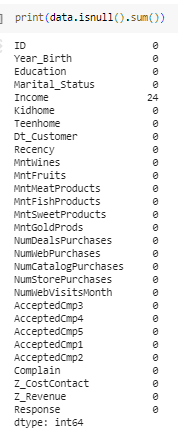 print(data.isnull().sum())
ID 0
Year_Birth 0
Education 0
Marital_Status 0
Income 24
Kidhome 0
Teenhome 0
Dt_Customer 0
Recency 0
MntWines 0
MntFruits 0
MntMeatProducts 0
MntFishProducts 0
MntSweetProducts 0
MntGoldProds 0
NumDealsPurchases 0
NumWebPurchases 0
NumCatalogPurchases 0
NumStorePurchases 0
NumWebVisitsMonth 0
AcceptedCmp3 0
AcceptedCmp4 0
AcceptedCmp5 0
AcceptedCmp1 0
AcceptedCmp2 0
Complain 0
Z_CostContact 0
Z_Revenue 0
Response 0
dtype: int64